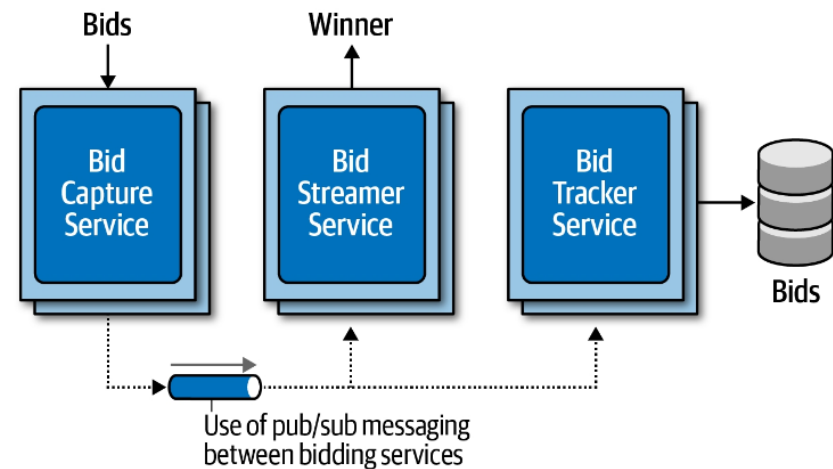 Bids
Winner
Bid
Capture
Service
Bid
Streamer
Service
Bid
Tracker
Service
Bids
Use of pub/sub messaging
between bidding services